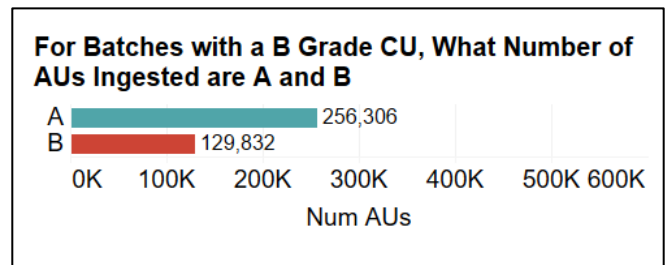 For Batches with a B Grade CU, What Number of
AUs Ingested are A and B
A 256,306
B 129,832
0K 100K 200K 300K 400K 500K 600K
Num AUs